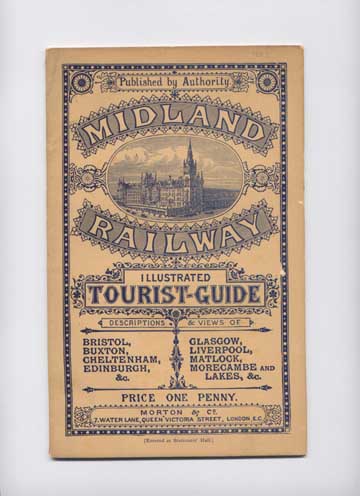 Published by Authority.
MIDLAND
RAILWAY
ILLUSTRATED
TOURIST-GUIDE
DESCRIPTIONS & VIEWS OF
BRISTOL,
BUXTON,
CHELTENHAM,
EDINBURGH,
&c.
GLASGOW,
LIVERPOOL,
MATLOCK,
MORECAMBE AND
LAKES, &c.
PRICE ONE PENNY.
MORTON & Co.
7, WATER LANE, QUEEN VICTORIA STREET, LONDON, E.C.
[Entered at Stationers' Hall.]